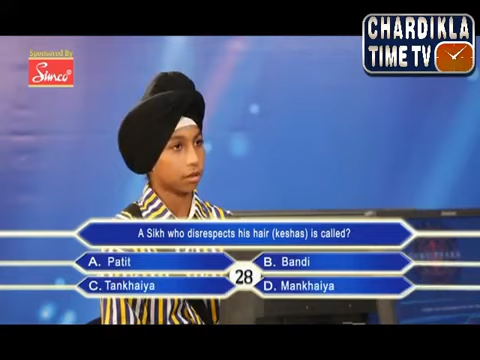 Sponsored By
Simco
CHARDIKLA
TIME TV
A Sikh who disrespects his hair (keshas) is called?
A. Patit
B. Bandi
28
C. Tankhaiya
D. Mankhaiya